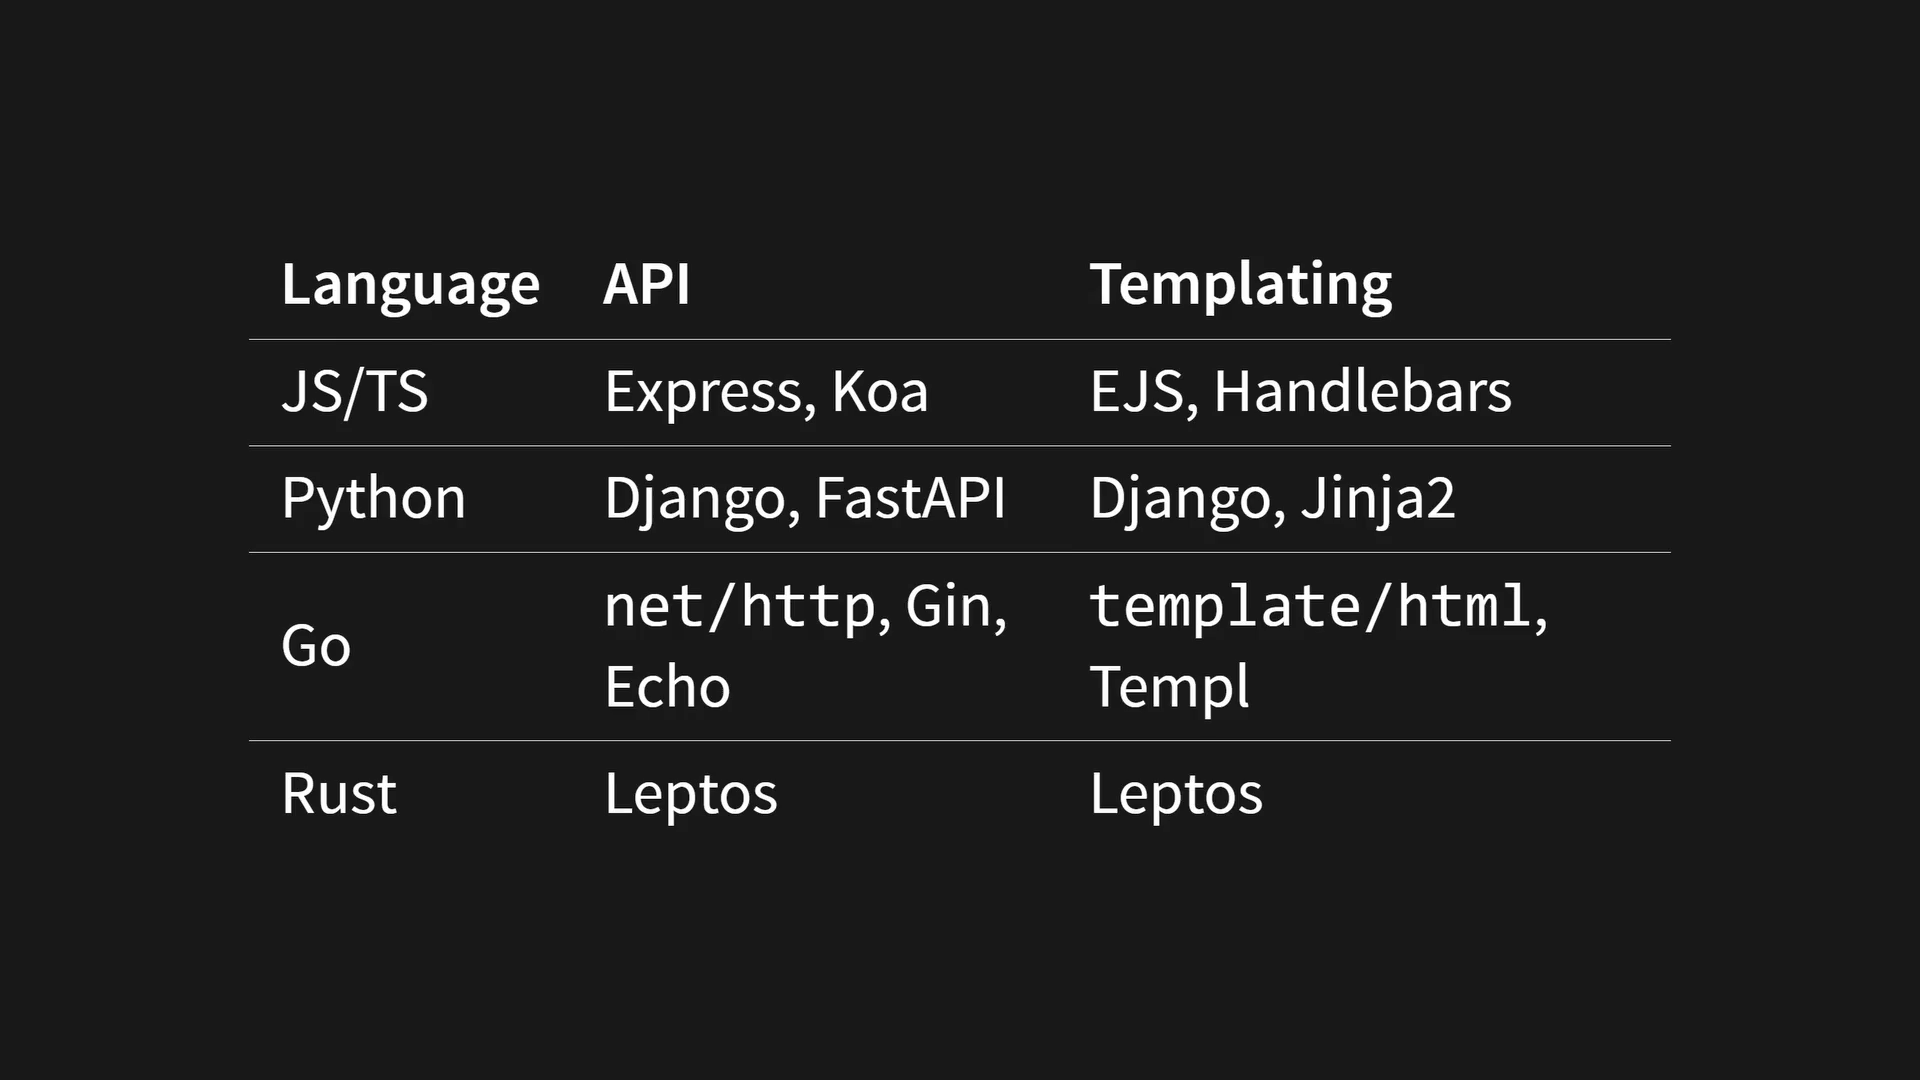 Language API Templating
JS/TS Express, Koa EJS, Handlebars
Python Django, FastAPI Django, Jinja2
Go net/http, Gin, template/html,
Echo Templ
Rust Leptos Leptos